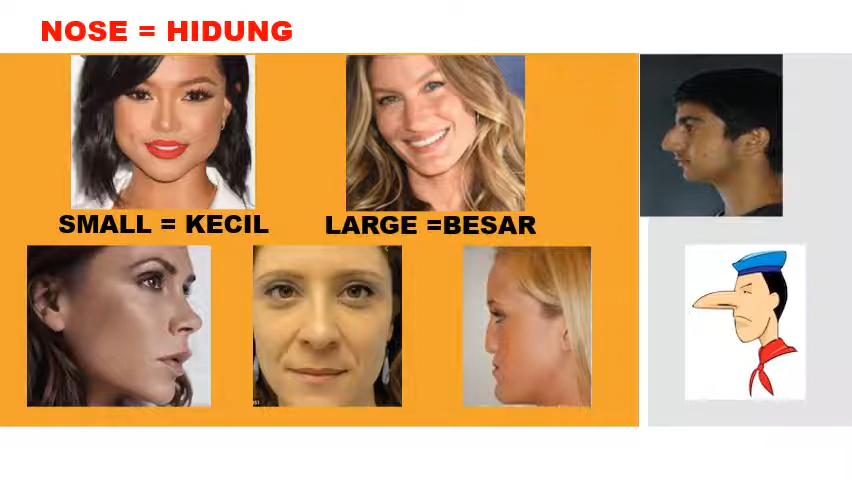 NOSE = HIDUNG
SMALL = KECIL
LARGE =BESAR